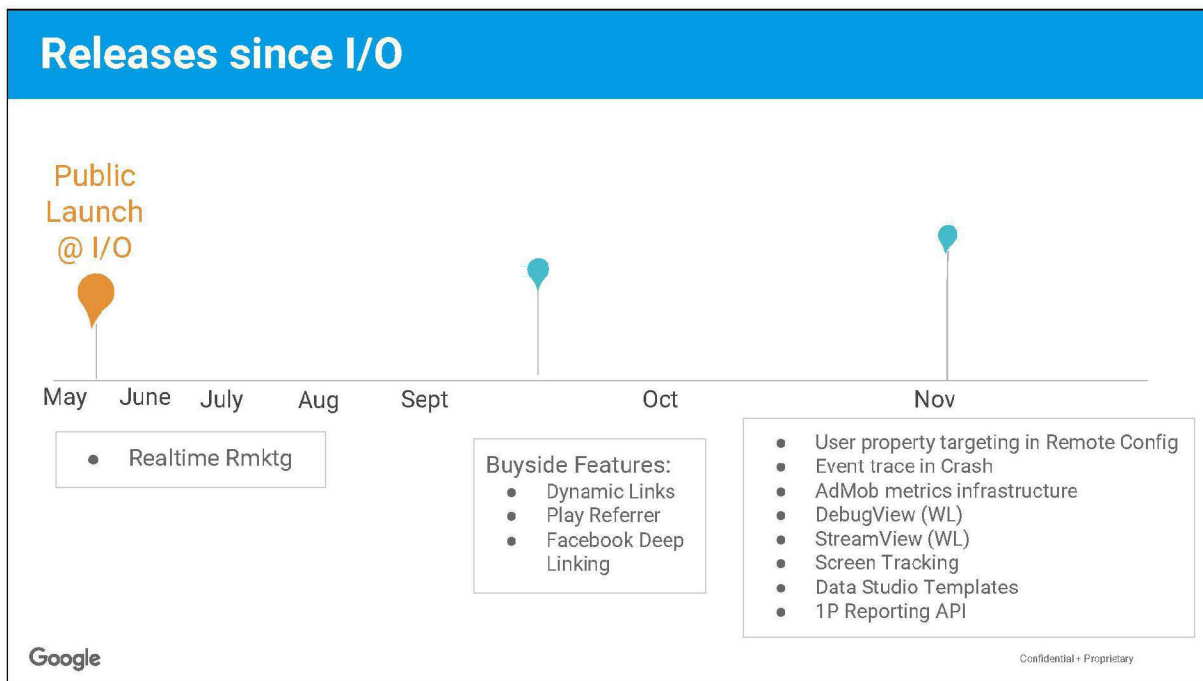 Releases since I/O
Public
Launch
@ I/O
May
June
July
Aug
Sept
Oct
Nov
● Realtime Rmktg
Buyside Features:
● Dynamic Links
● Play Referrer
● Facebook Deep
Linking
● User property targeting in Remote Config
● Event trace in Crash
● AdMob metrics infrastructure
● DebugView (WL)
● StreamView (WL)
● Screen Tracking
● Data Studio Templates
● 1P Reporting API
Google
Confidential + Proprietary